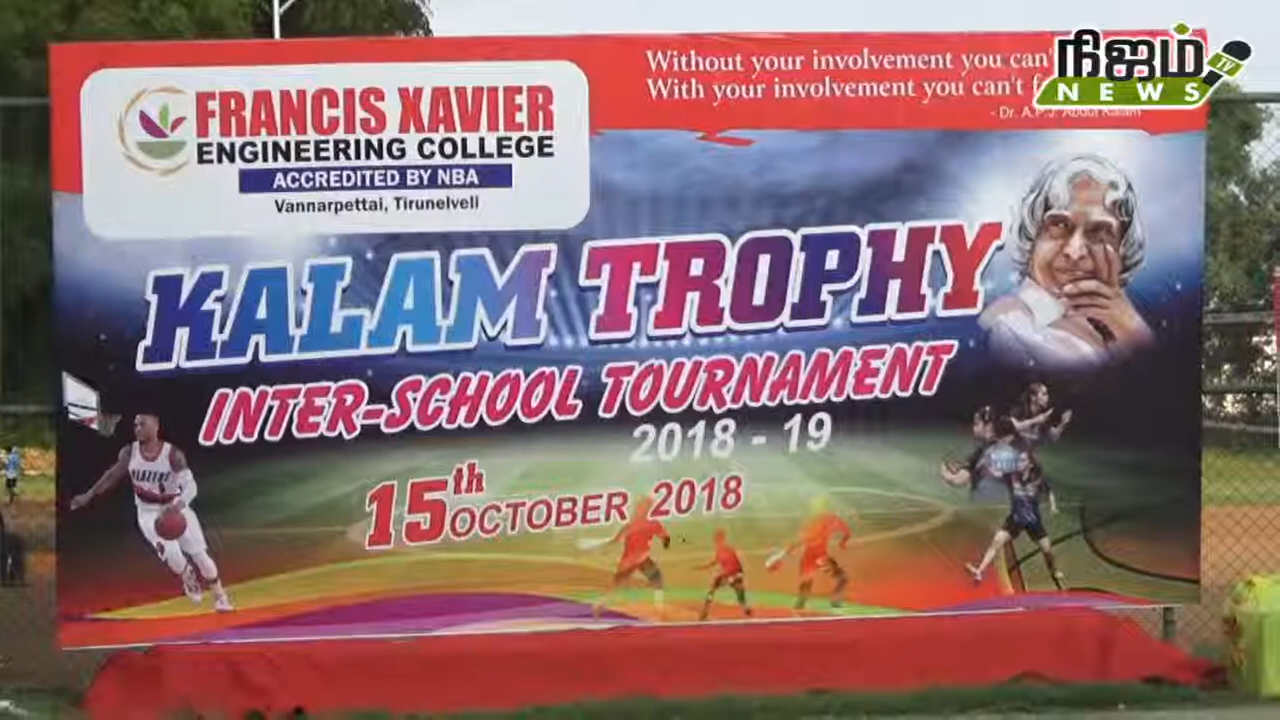 Without your involvement you can'
With your involvement you can't
- Dr. A.P.J. Abdul Kalam
நிஜம்
TV
NEWS
FRANCIS XAVIER
ENGINEERING COLLEGE
ACCREDITED BY NBA
Vannarpettai, Tirunelveli
KALAM TROPHY
INTER-SCHOOL TOURNAMENT
2018 - 19
15th OCTOBER 2018